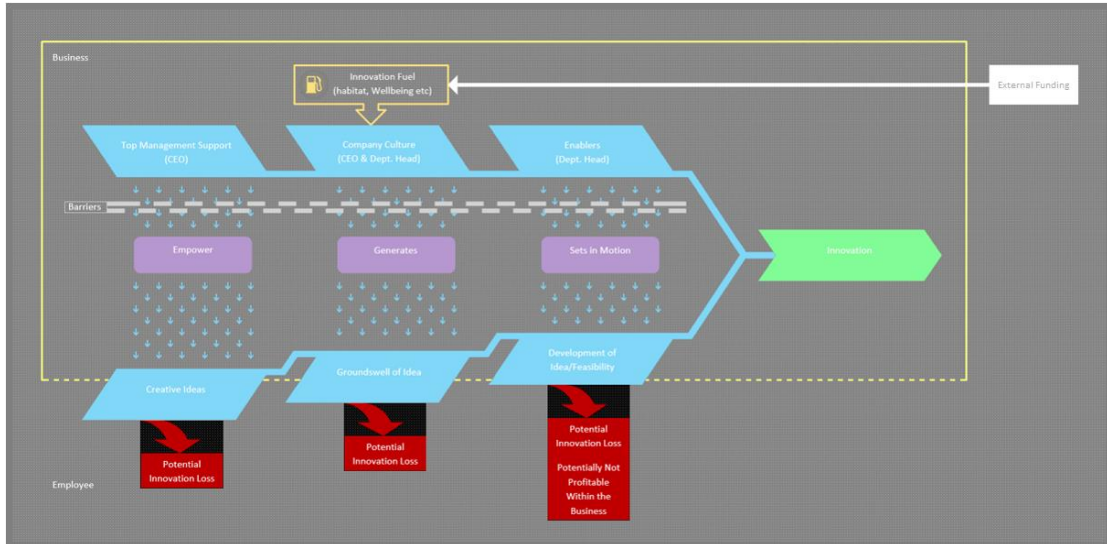 Business
Innovation Fuel
(habitat, Wellbeing etc)
External Funding
Top Management Support
(CEO)
Company Culture
(CEO & Dept. Head)
Enablers
(Dept. Head)
Barriers
Empower
Generates
Sets in Motion
Innovation
Creative Ideas
Groundswell of Idea
Development of
Idea/Feasibility
Potential
Innovation Loss
Potential
Innovation Loss
Potential
Innovation Loss
Potentially Not
Profitable
Within the
Business
Employee